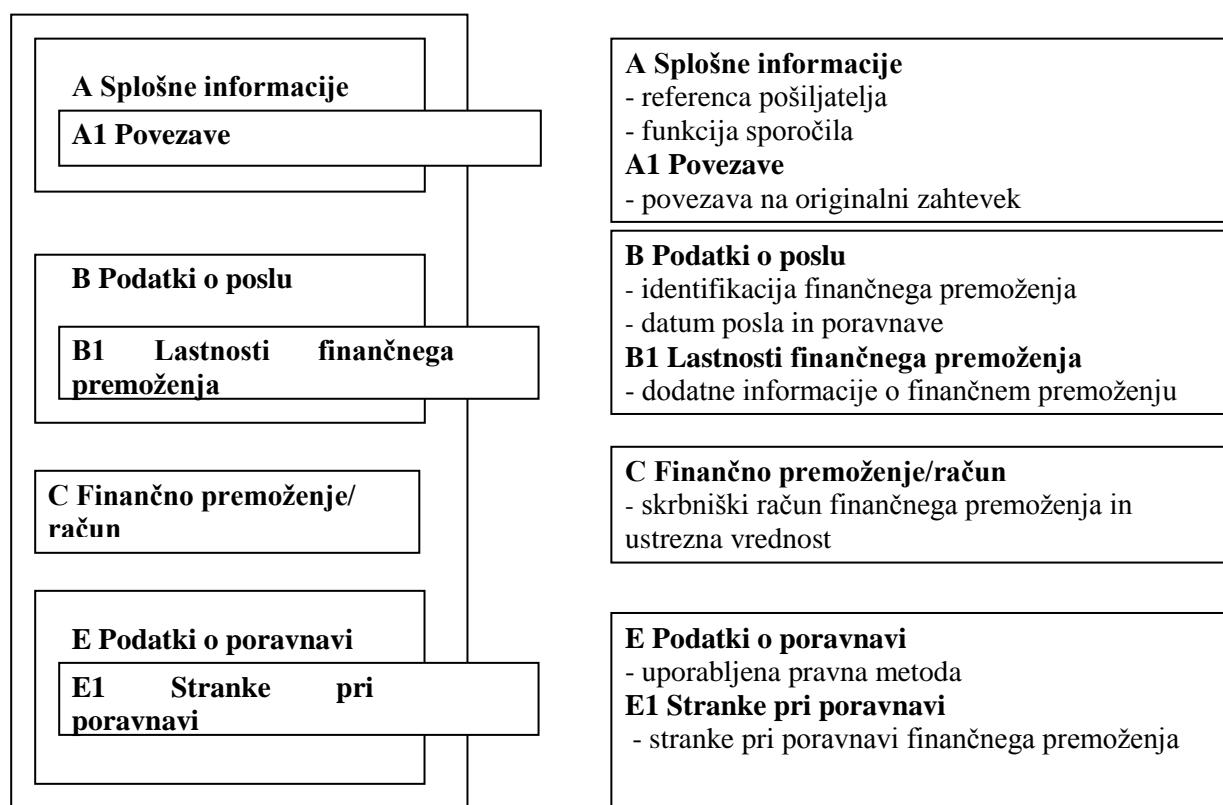 A Splošne informacije
A1 Povezave
B Podatki o poslu
B1 Lastnosti finančnega
premoženja
C Finančno premoženje/
račun
E Podatki o poravnavi
E1 Stranke pri
poravnavi
A Splošne informacije
- referenca pošiljatelja
- funkcija sporočila
A1 Povezave
- povezava na originalni zahtevek
B Podatki o poslu
- identifikacija finančnega premoženja
- datum posla in poravnave
B1 Lastnosti finančnega premoženja
- dodatne informacije o finančnem premoženju
C Finančno premoženje/račun
- skrbniški račun finančnega premoženja in
ustrezna vrednost
E Podatki o poravnavi
- uporabljena pravna metoda
E1 Stranke pri poravnavi
- stranke pri poravnavi finančnega premoženja